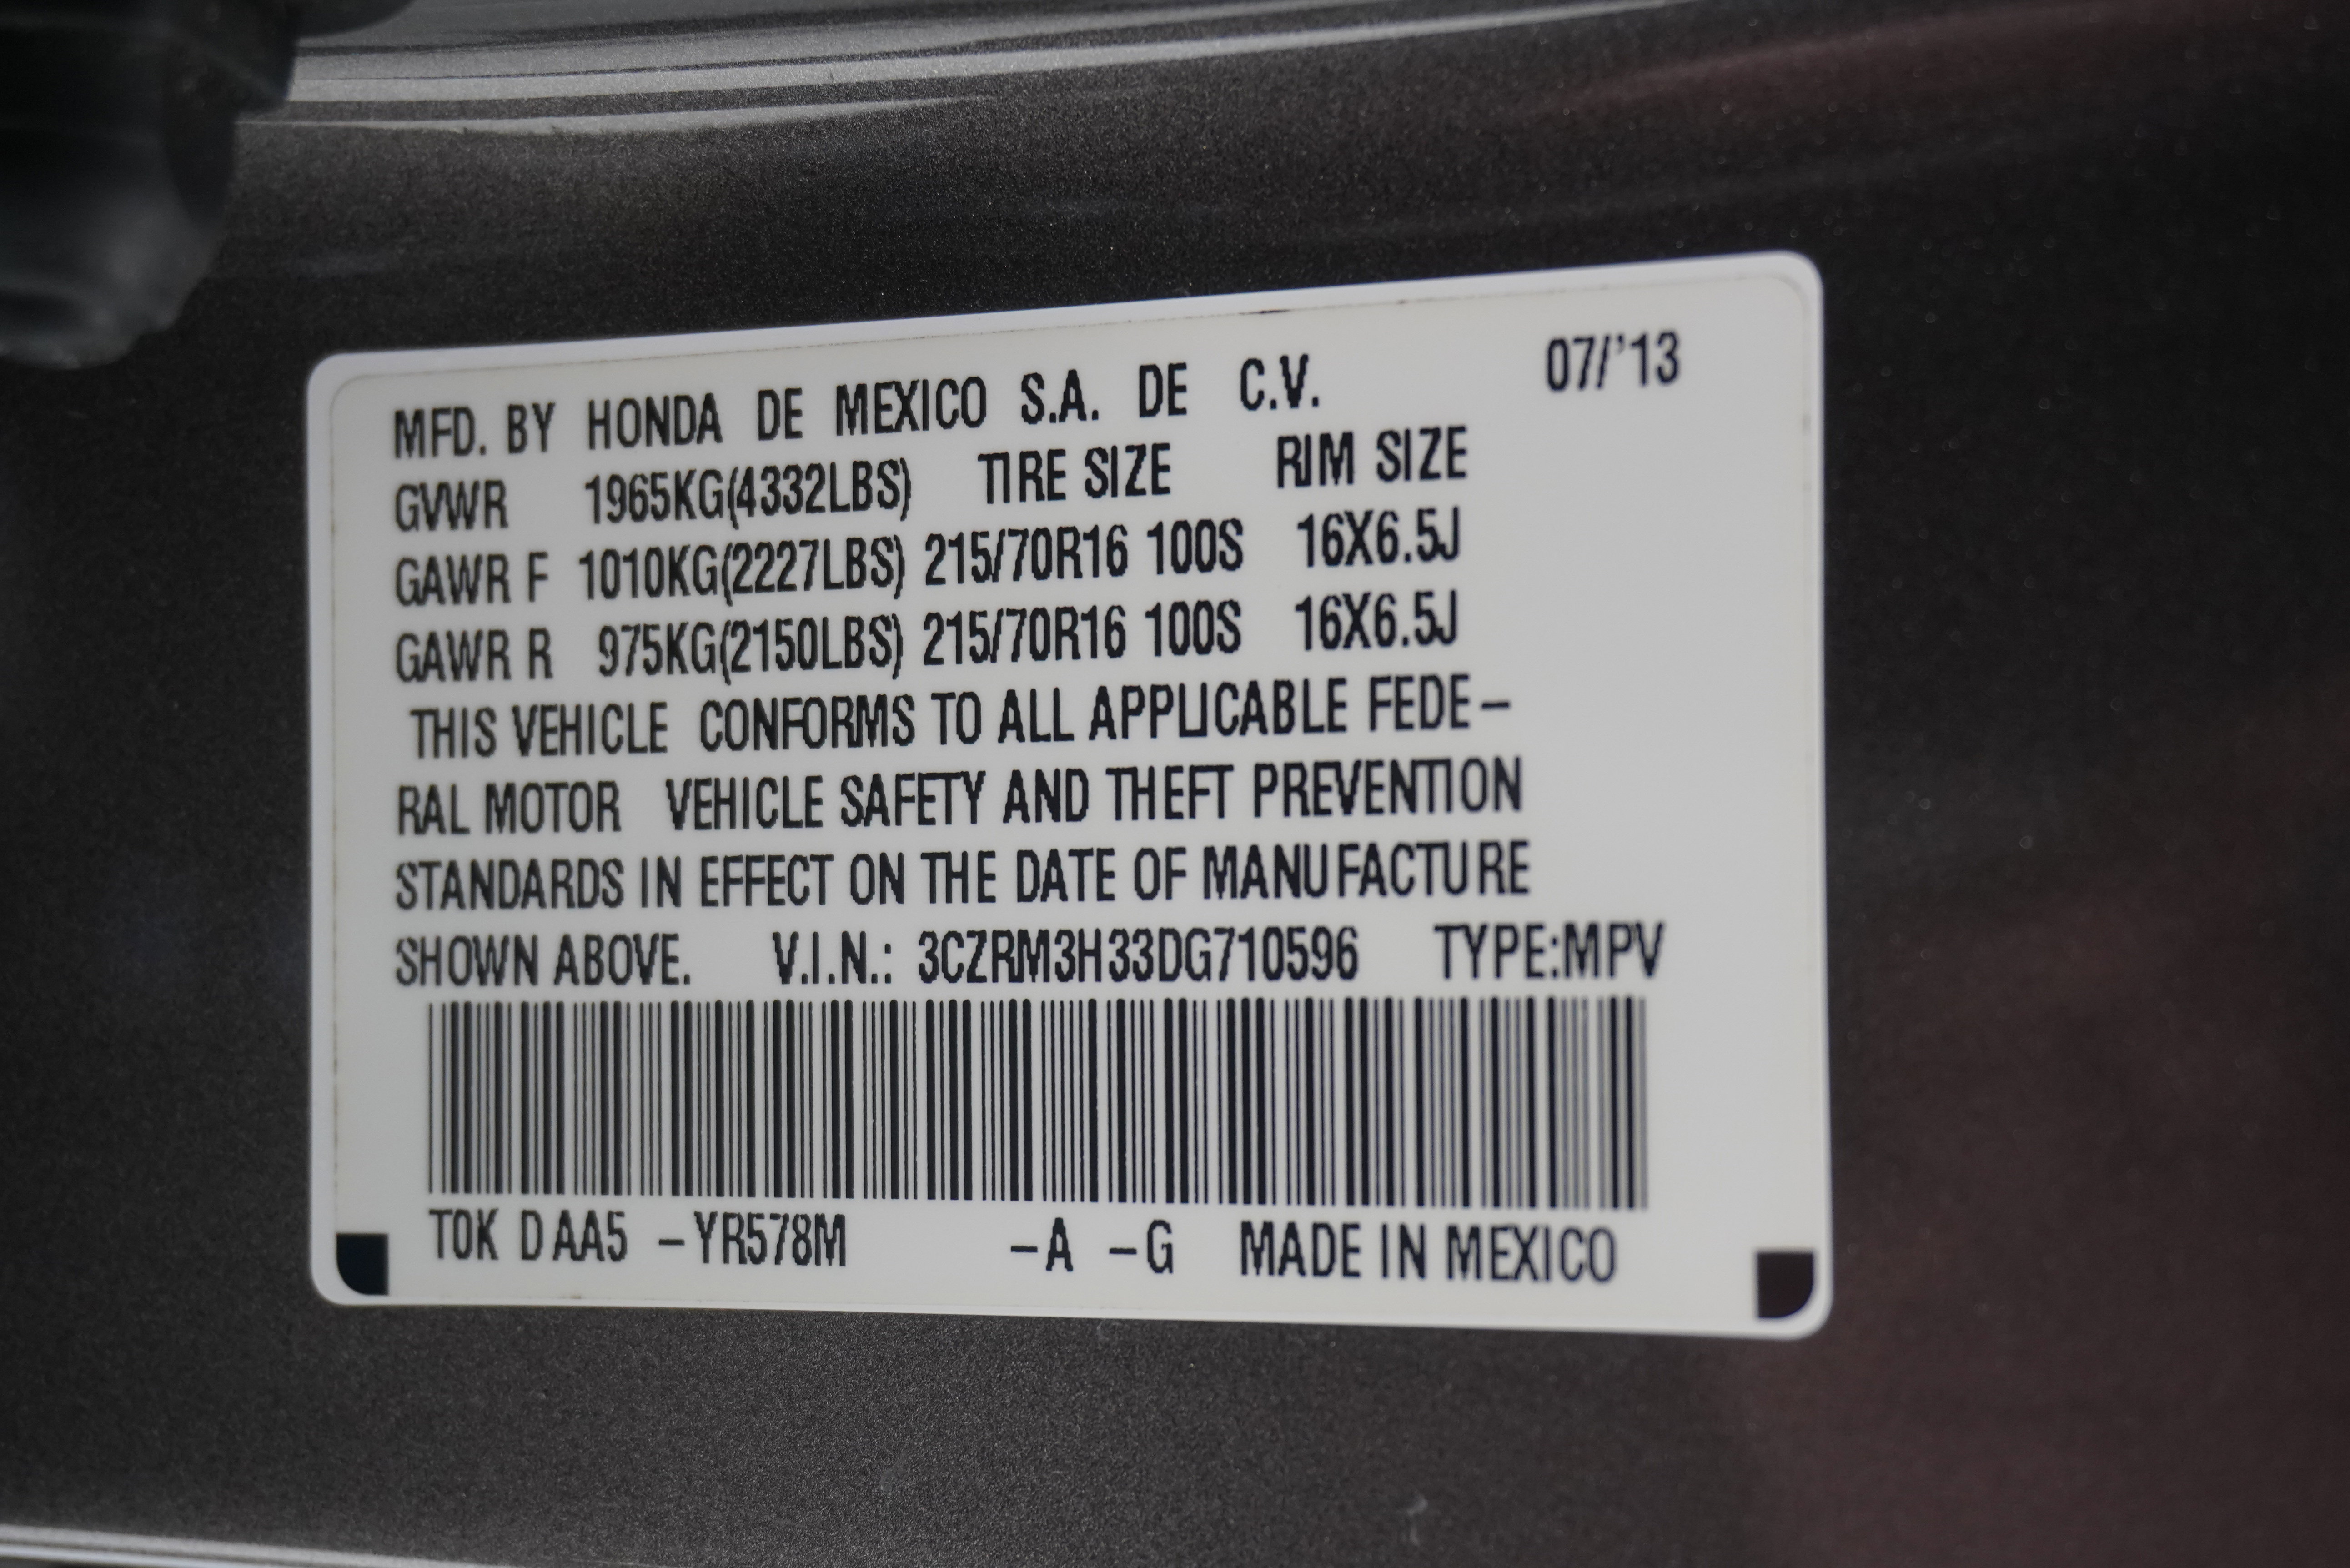 MFD. BY HONDA DE MEXICO S.A. DE C.V. 07/'13
GVWR 1965KG(4332LBS) TIRE SIZE RIM SIZE
GAWR F 1010KG(2227LBS) 215/70R16 100S 16X6.5J
GAWR R 975KG(2150LBS) 215/70R16 100S 16X6.5J
THIS VEHICLE CONFORMS TO ALL APPLICABLE FEDE-
RAL MOTOR VEHICLE SAFETY AND THEFT PREVENTION
STANDARDS IN EFFECT ON THE DATE OF MANUFACTURE
SHOWN ABOVE. V.I.N.: 3CZRM3H33DG710596 TYPE:MPV
T0K DAA5 -YR578M -A -G MADE IN MEXICO